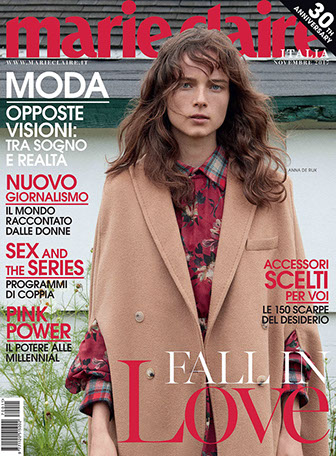 30TH
ANNIVERSARY
marie claire
ITALIA
WWW.MARIECLAIRE.IT
NOVEMBRE 2017
MODA
OPPOSTE
VISIONI:
TRA SOGNO
E REALTÀ
ANNA DE RIJK
NUOVO
GIORNALISMO
IL MONDO
RACCONTATO
DALLE DONNE
SEX AND
THE SERIES
PROGRAMMI
DI COPPIA
PINK
POWER
IL POTERE ALLE
MILLENNIAL
ACCESSORI
SCELTI
PER VOI
LE 150 SCARPE
DEL DESIDERIO
FALL IN
Love